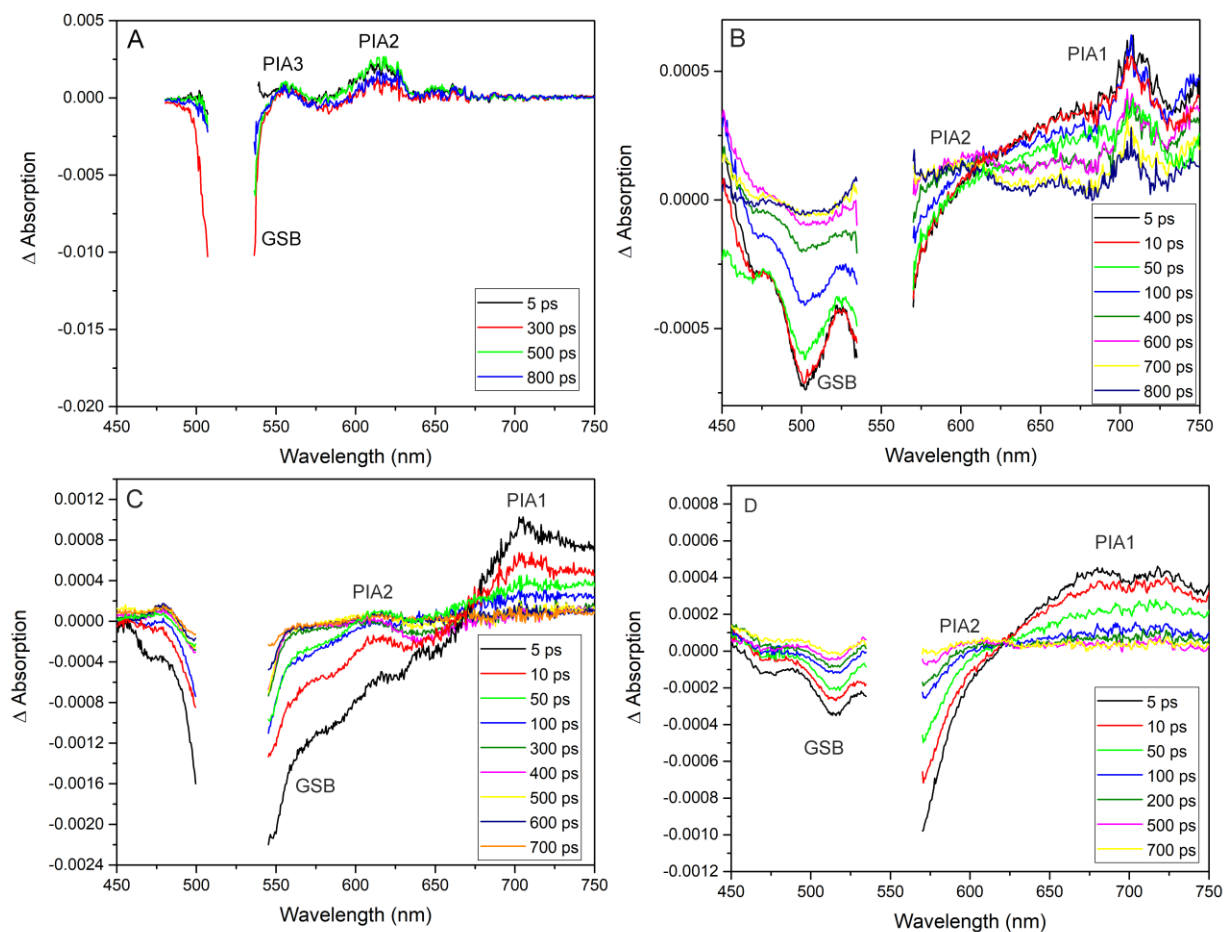 A
PIA3
PIA2
GSB
5 ps
300 ps
500 ps
800 ps
0.005
0.000
-0.005
-0.010
-0.015
-0.020
Δ Absorption
450 500 550 600 650 700 750
Wavelength (nm)
B
PIA1
PIA2
GSB
5 ps
10 ps
50 ps
100 ps
400 ps
600 ps
700 ps
800 ps
0.0005
0.0000
-0.0005
Δ Absorption
450 500 550 600 650 700 750
Wavelength (nm)
C
PIA1
PIA2
GSB
5 ps
10 ps
50 ps
100 ps
300 ps
400 ps
500 ps
600 ps
700 ps
0.0012
0.0008
0.0004
0.0000
-0.0004
-0.0008
-0.0012
-0.0016
-0.0020
-0.0024
Δ Absorption
450 500 550 600 650 700 750
Wavelength (nm)
D
PIA1
PIA2
GSB
5 ps
10 ps
50 ps
100 ps
200 ps
500 ps
700 ps
0.0008
0.0006
0.0004
0.0002
0.0000
-0.0002
-0.0004
-0.0006
-0.0008
-0.0010
-0.0012
Δ Absorption
450 500 550 600 650 700 750
Wavelength (nm)